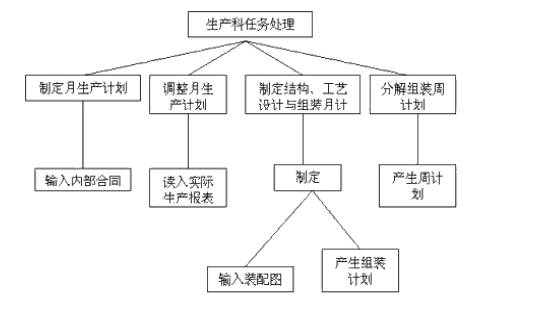 生产科任务处理
制定月生产计划
调整月生
产计划
制定结构、工艺
设计与组装月计
分解组装周
计划
输入内部合同
读入实际
生产报表
制定
产生周计
划
输入装配图
产生组装
计划